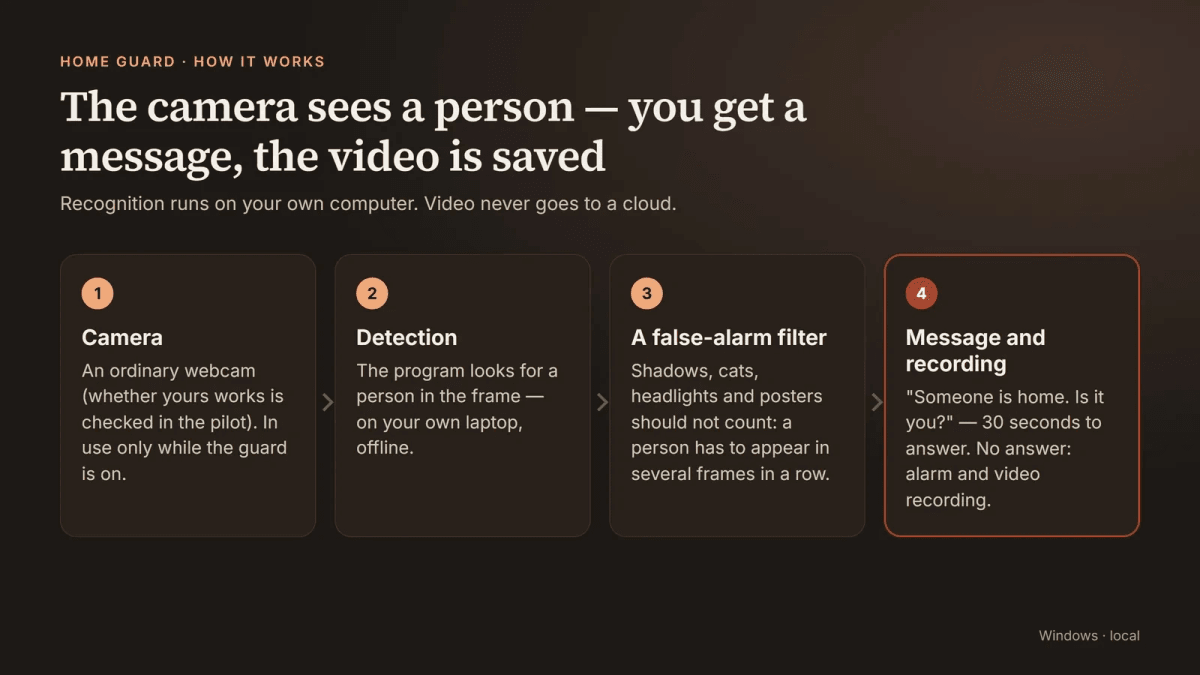 HOME GUARD · HOW IT WORKS
The camera sees a person — you get a
message, the video is saved
Recognition runs on your own computer. Video never goes to a cloud.
1
Camera
An ordinary webcam
(whether yours works is
checked in the pilot). In
use only while the guard
is on.
2
Detection
The program looks for a
person in the frame —
on your own laptop,
offline.
3
A false-alarm filter
Shadows, cats,
headlights and posters
should not count: a
person has to appear in
several frames in a row.
4
Message and
recording
"Someone is home. Is it
you?" — 30 seconds to
answer. No answer:
alarm and video
recording.
Windows · local